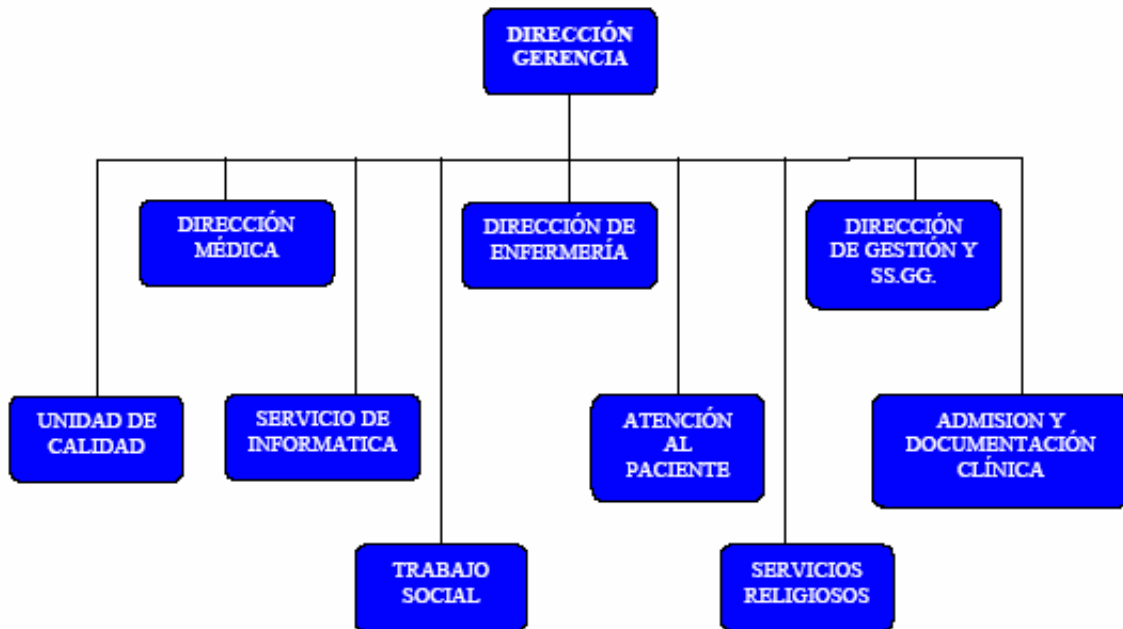 DIRECCIÓN
GERENCIA
DIRECCIÓN
MÉDICA
DIRECCIÓN DE
ENFERMERÍA
DIRECCIÓN
DE GESTIÓN Y
SS.GG.
UNIDAD DE
CALIDAD
SERVICIO DE
INFORMATICA
ATENCIÓN
AL
PACIENTE
ADMISION Y
DOCUMENTACIÓN
CLÍNICA
TRABAJO
SOCIAL
SERVICIOS
RELIGIOSOS